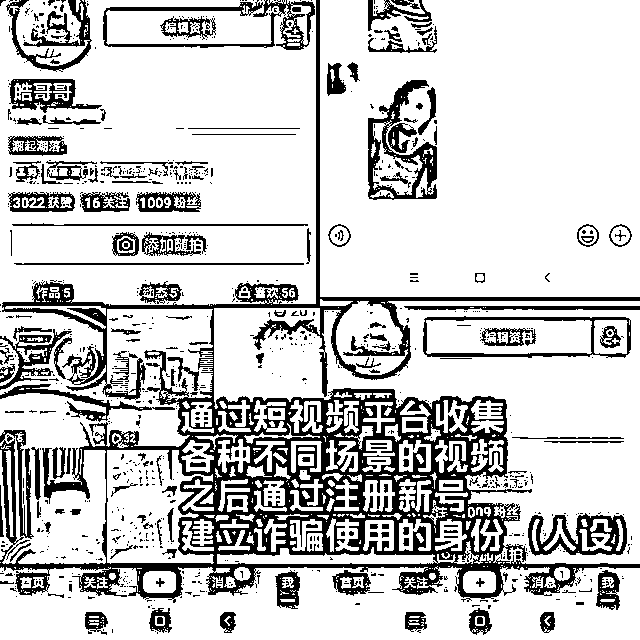 编辑资料
皓哥哥
潮起潮落
3022 获赞 16 关注 1009 粉丝
添加随拍
作品 5 动态 5 喜欢 56
编辑资料
通过短视频平台收集
各种不同场景的视频
之后通过注册新号
建立诈骗使用的身份（人设）
首页 关注 消息 1 我
首页 关注 消息 1 我